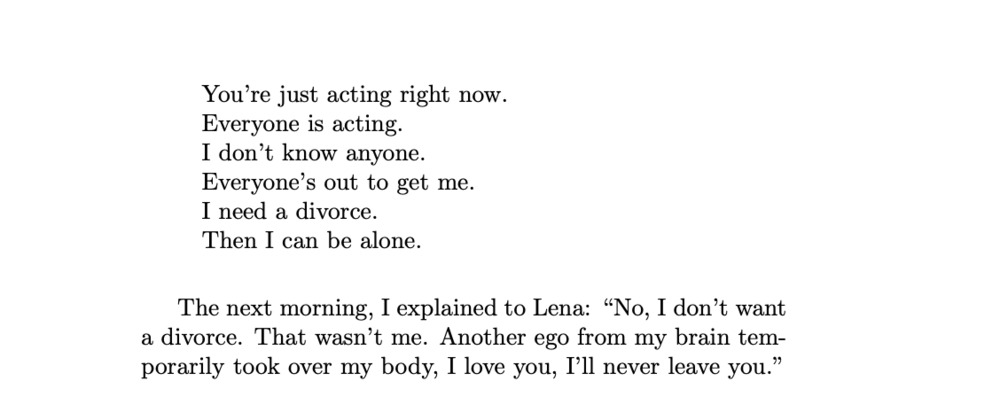 You’re just acting right now.
Everyone is acting.
I don’t know anyone.
Everyone’s out to get me.
I need a divorce.
Then I can be alone.
The next morning, I explained to Lena: “No, I don’t want
a divorce. That wasn’t me. Another ego from my brain tem-
porarily took over my body, I love you, I’ll never leave you.”